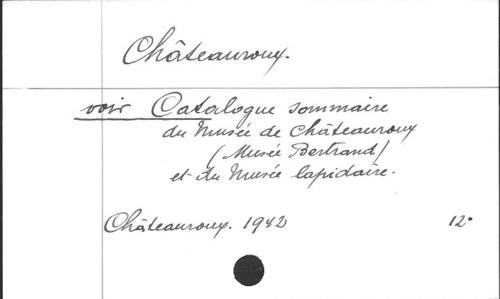 Châteauroux.
voir Catalogue sommaire
du Musée de Châteauroux
(Musée Bertrand)
et du Musée lapidaire.
Châteauroux. 1942 12°